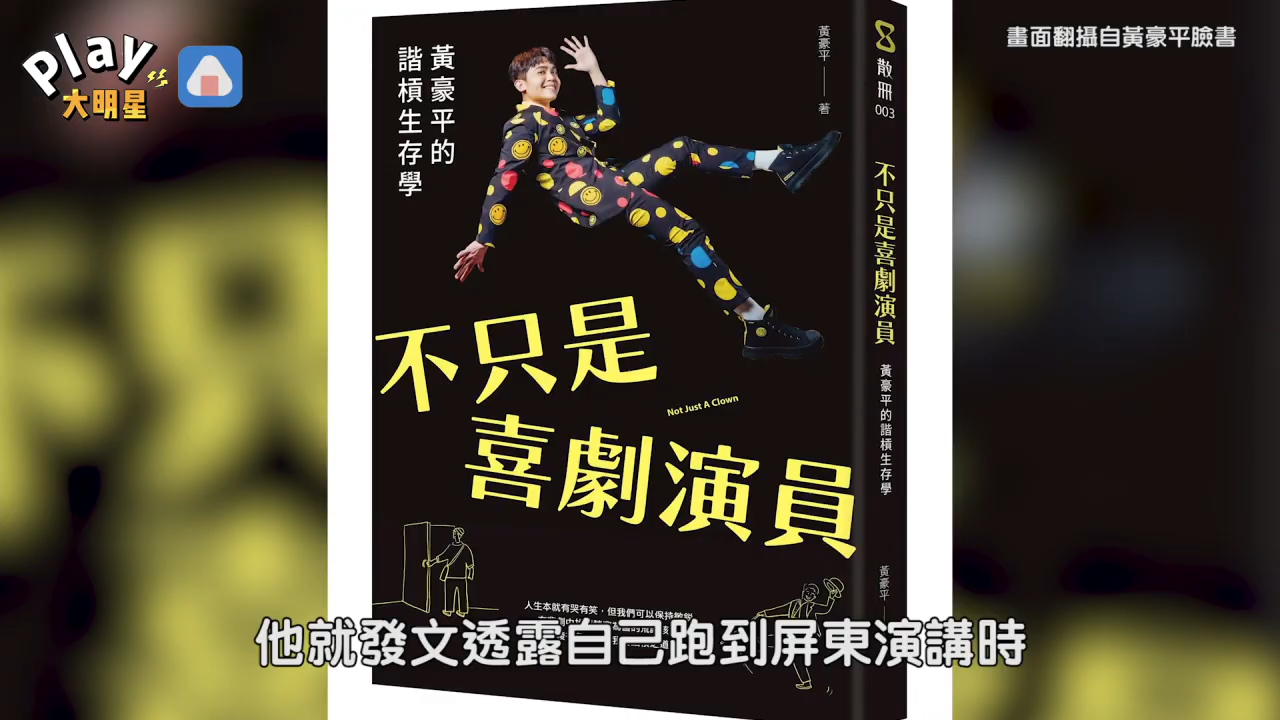 Play
大明星
畫面翻攝自黃豪平臉書
黃豪平的
諧槓生存學
黃豪平 著
不只是
喜劇演員
Not Just A Clown
人生本就有哭有笑，但我們可以保持敏銳
散冊
003
不只是喜劇演員
黃豪平的諧槓生存學
黃豪平
他就發文透露自己跑到屏東演講時